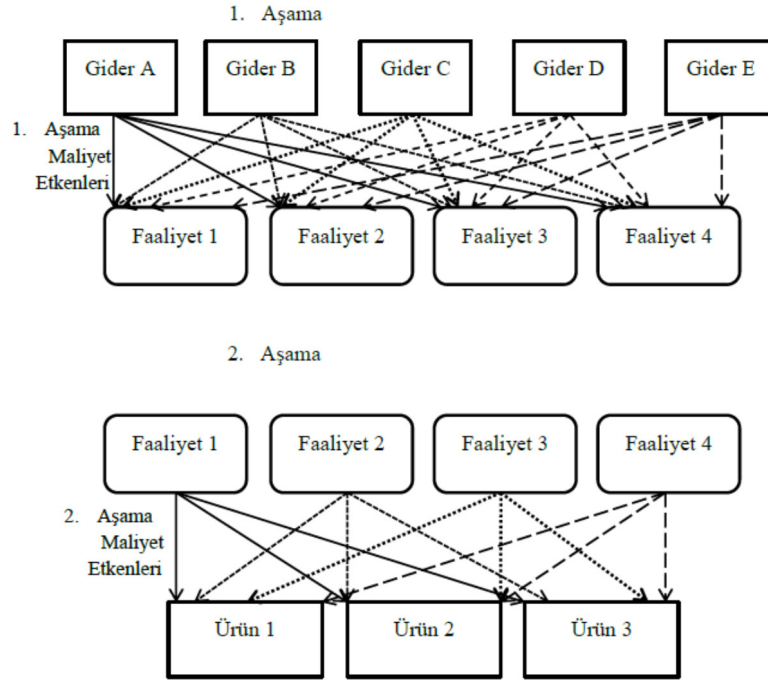 1. Aşama
Gider A
Gider B
Gider C
Gider D
Gider E
1. Aşama
Maliyet
Etkenleri
Faaliyet 1
Faaliyet 2
Faaliyet 3
Faaliyet 4
2. Aşama
Faaliyet 1
Faaliyet 2
Faaliyet 3
Faaliyet 4
2. Aşama
Maliyet
Etkenleri
Ürün 1
Ürün 2
Ürün 3